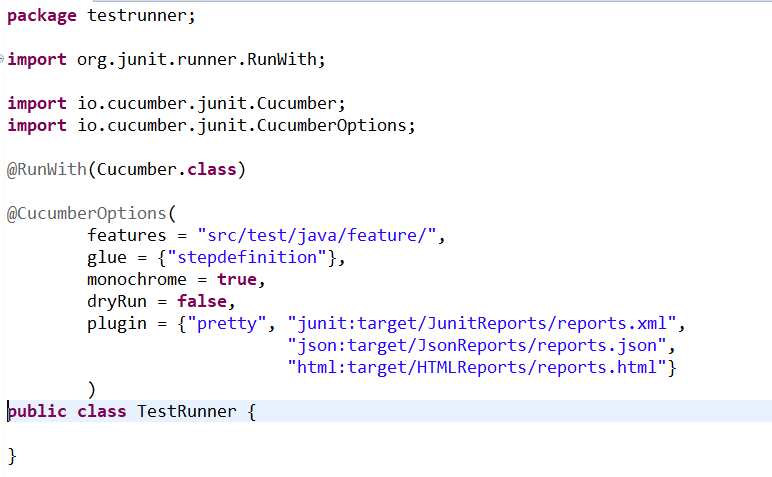 package testrunner;
import org.junit.runner.RunWith;
import io.cucumber.junit.Cucumber;
import io.cucumber.junit.CucumberOptions;
@RunWith(Cucumber.class)
@CucumberOptions(
features = "src/test/java/feature/",
glue = {"stepdefinition"},
monochrome = true,
dryRun = false,
plugin = {"pretty", "junit:target/JunitReports/reports.xml",
"json:target/JsonReports/reports.json",
"html:target/HTMLReports/reports.html"}
)
public class TestRunner {
}